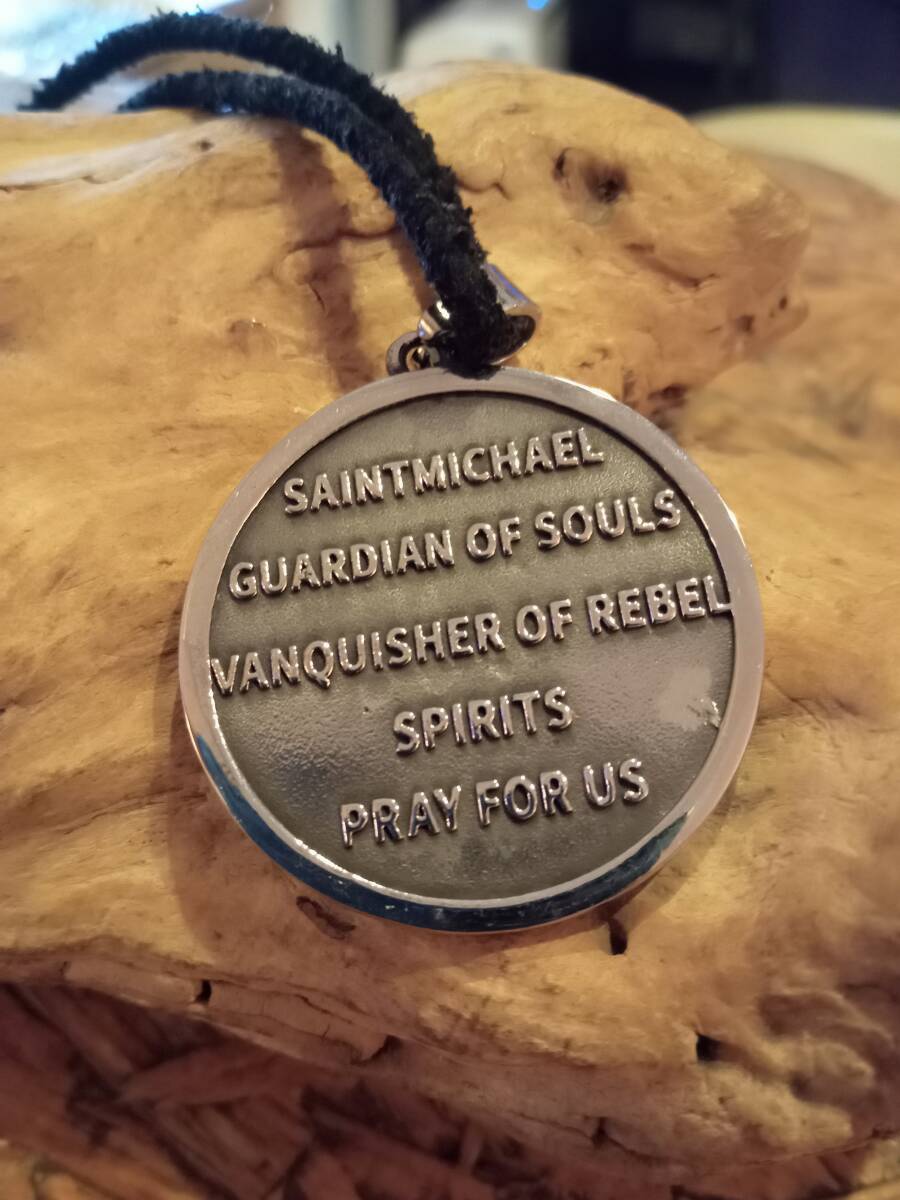 SAINTMICHAEL
GUARDIAN OF SOULS
VANQUISHER OF REBEL
SPIRITS
PRAY FOR US